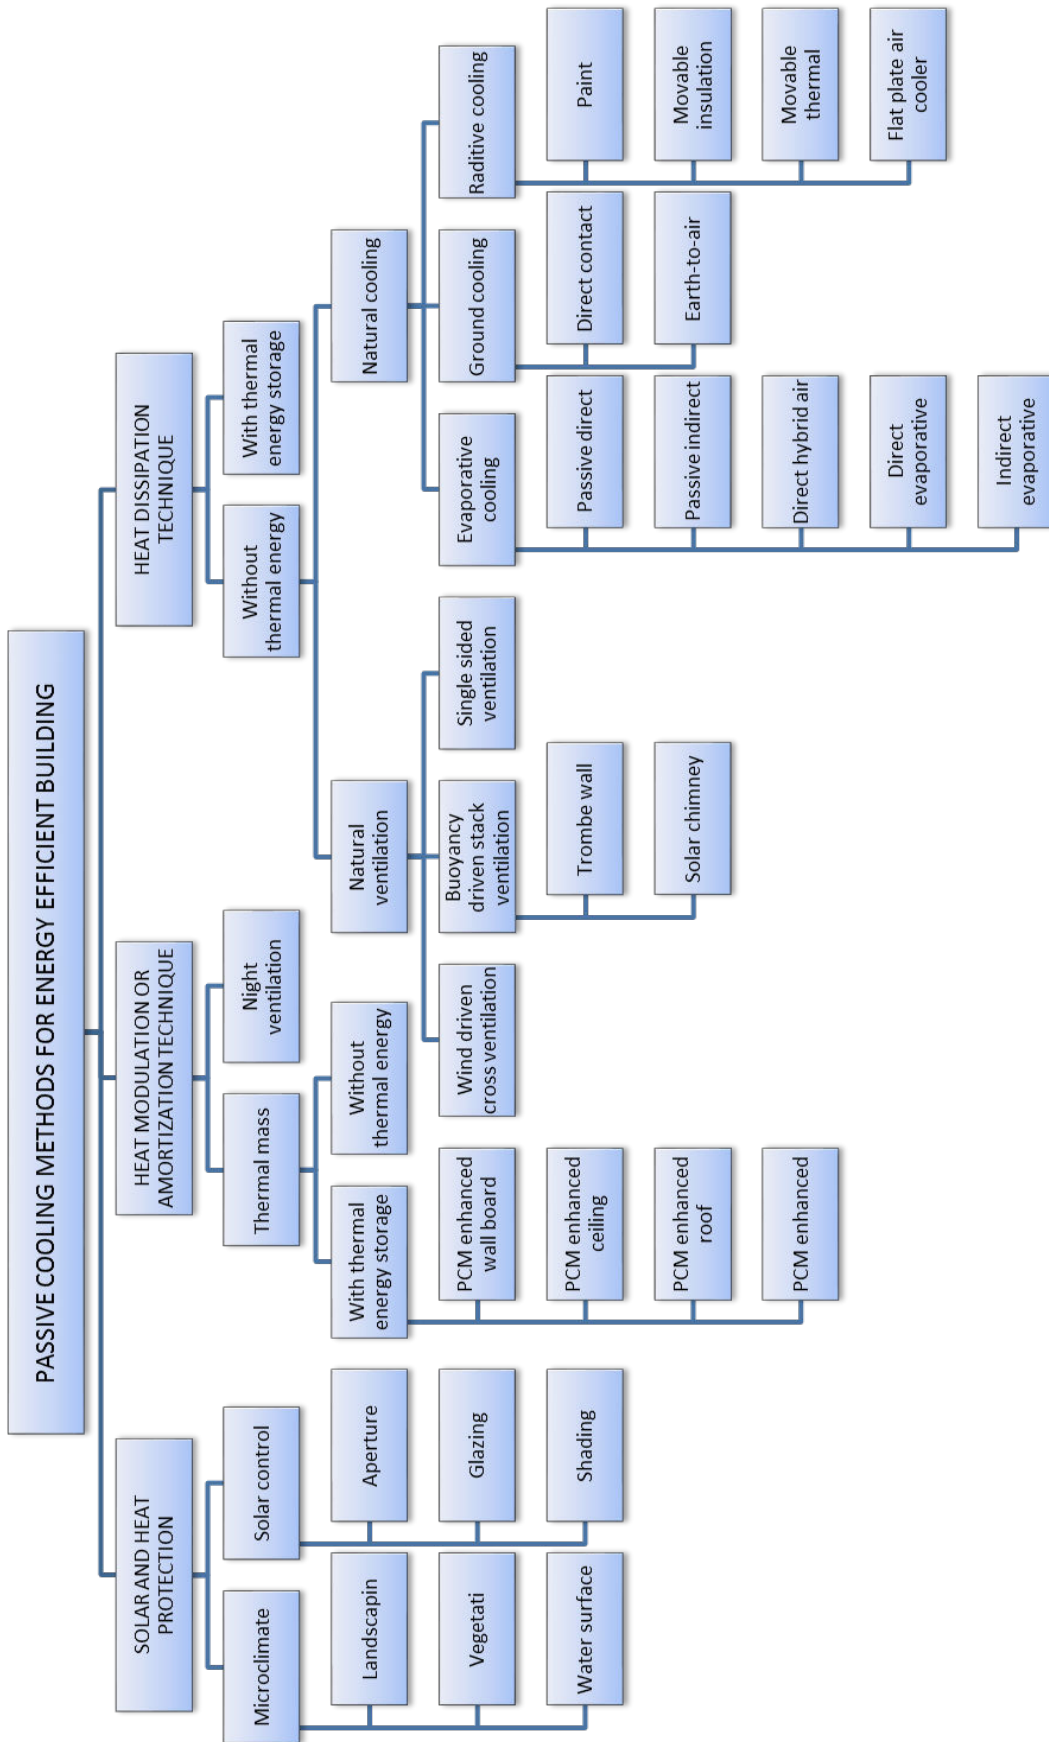 PASSIVE COOLING METHODS FOR ENERGY EFFICIENT BUILDING
SOLAR AND HEAT
PROTECTION
Microclimate
Landscapin
Vegetati
Water surface
Solar control
Aperture
Glazing
Shading
HEAT MODULATION OR
AMORTIZATION TECHNIQUE
Thermal mass
With thermal
energy storage
PCM enhanced
wall board
PCM enhanced
ceiling
PCM enhanced
roof
PCM enhanced
Without
thermal energy
Night
ventilation
HEAT DISSIPATION
TECHNIQUE
Without
thermal energy
Natural
ventilation
Wind driven
cross ventilation
Buoyancy
driven stack
ventilation
Trombe wall
Solar chimney
Single sided
ventilation
Natural cooling
Evaporative
cooling
Passive direct
Passive indirect
Direct hybrid air
Direct
evaporative
Indirect
evaporative
Ground cooling
Direct contact
Earth-to-air
Raditive cooling
Paint
Movable
insulation
Movable
thermal
Flat plate air
cooler
With thermal
energy storage